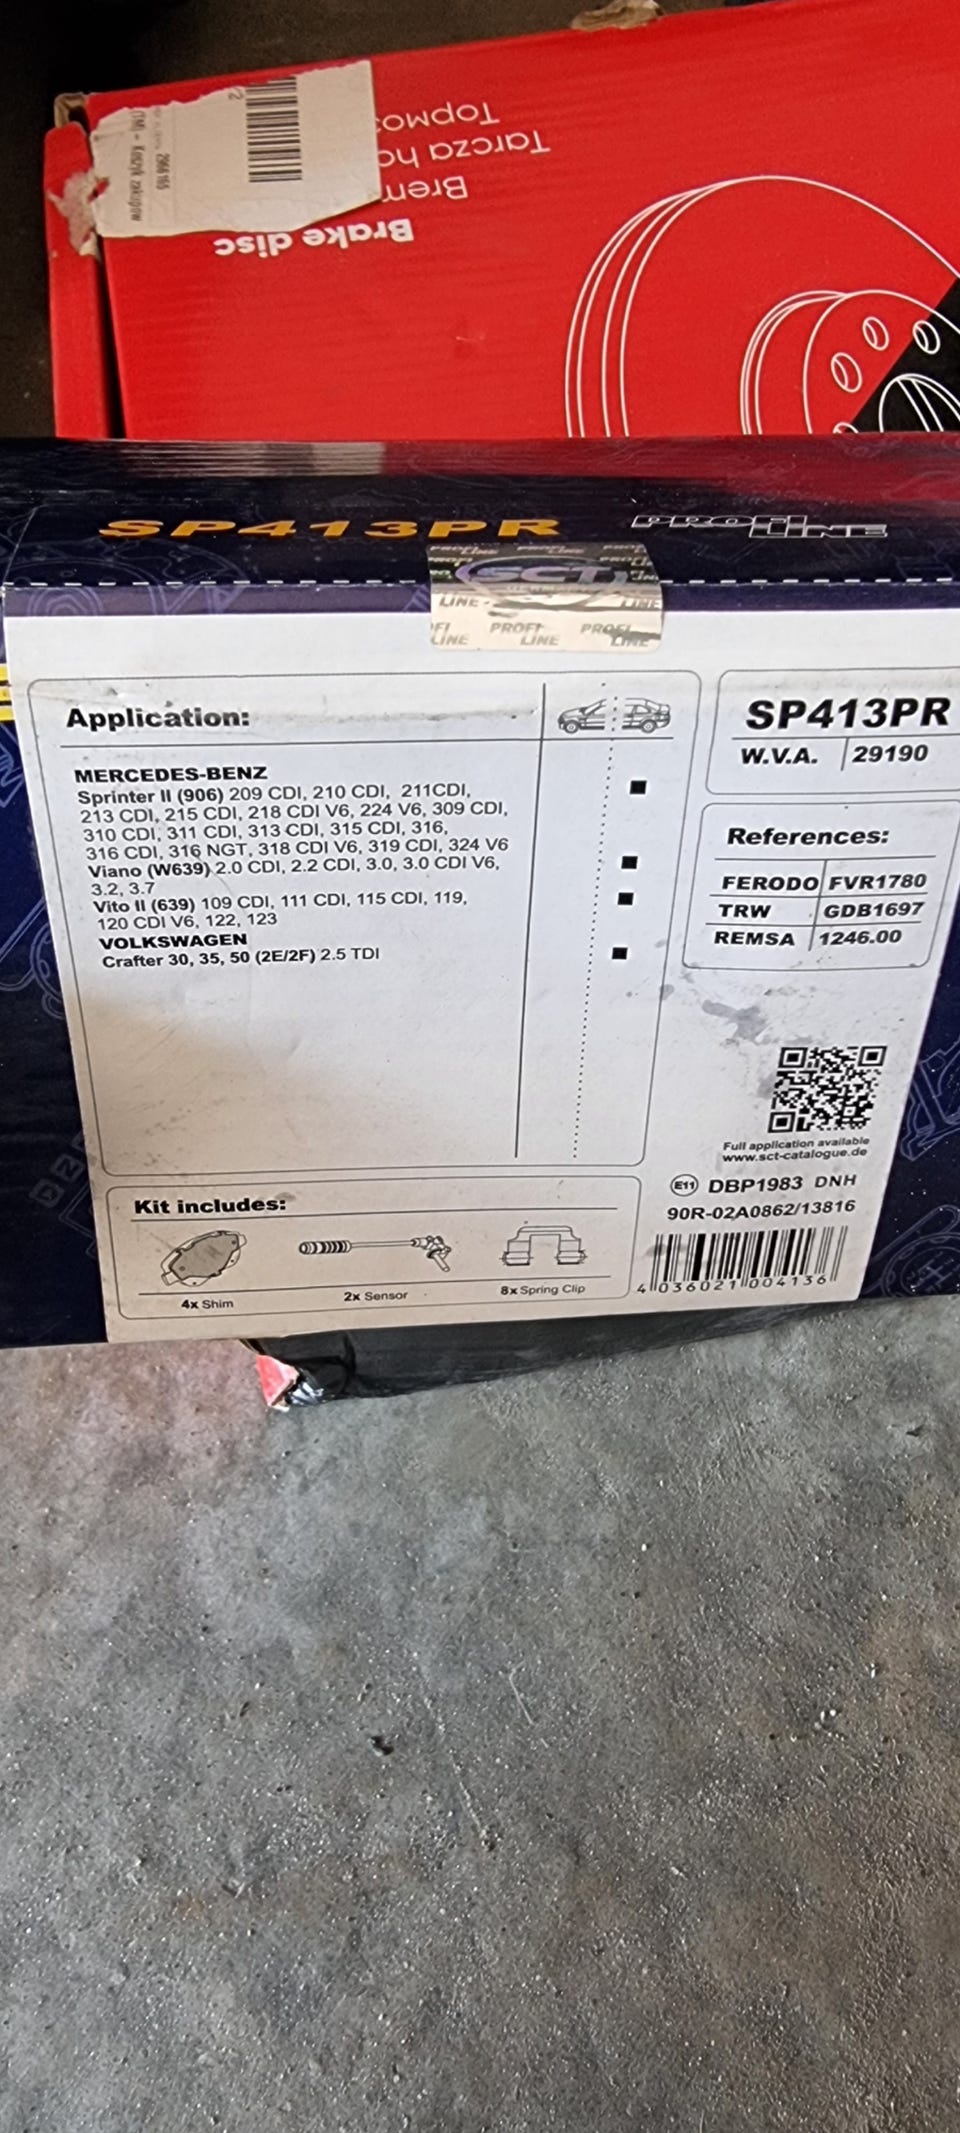 Brake disc
Tarcza
SP413PR
PROFI LINE
SCT
LINE
PROFI LINE
Application:
MERCEDES-BENZ
Sprinter II (906) 209 CDI, 210 CDI, 211CDI,
213 CDI, 215 CDI, 218 CDI V6, 224 V6, 309 CDI,
310 CDI, 311 CDI, 313 CDI, 315 CDI, 316,
316 CDI, 316 NGT, 318 CDI V6, 319 CDI, 324 V6
Viano (W639) 2.0 CDI, 2.2 CDI, 3.0, 3.0 CDI V6,
3.2, 3.7
Vito II (639) 109 CDI, 111 CDI, 115 CDI, 119,
120 CDI V6, 122, 123
VOLKSWAGEN
Crafter 30, 35, 50 (2E/2F) 2.5 TDI
SP413PR
W.V.A. 29190
References:
FERODO FVR1780
TRW GDB1697
REMSA 1246.00
Full application available
www.sct-catalogue.de
E11 DBP1983 DNH
90R-02A0862/13816
4 036021 004136
Kit includes:
4x Shim
2x Sensor
8x Spring Clip